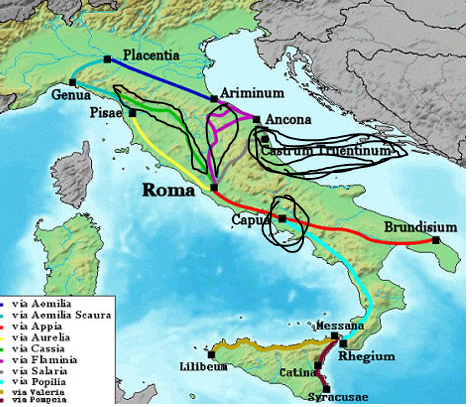 Placentia
Genua
Ariminum
Pisae
Ancona
Castrum Truentinum
Roma
Capua
Brundisium
via Aemilia
via Aemilia Scaura
via Appia
via Aurelia
via Cassia
via Flaminia
via Salaria
via Popilia
via Valeria
via Pompeia
Messana
Rhegium
Lilibeum
Catina
Syracusae